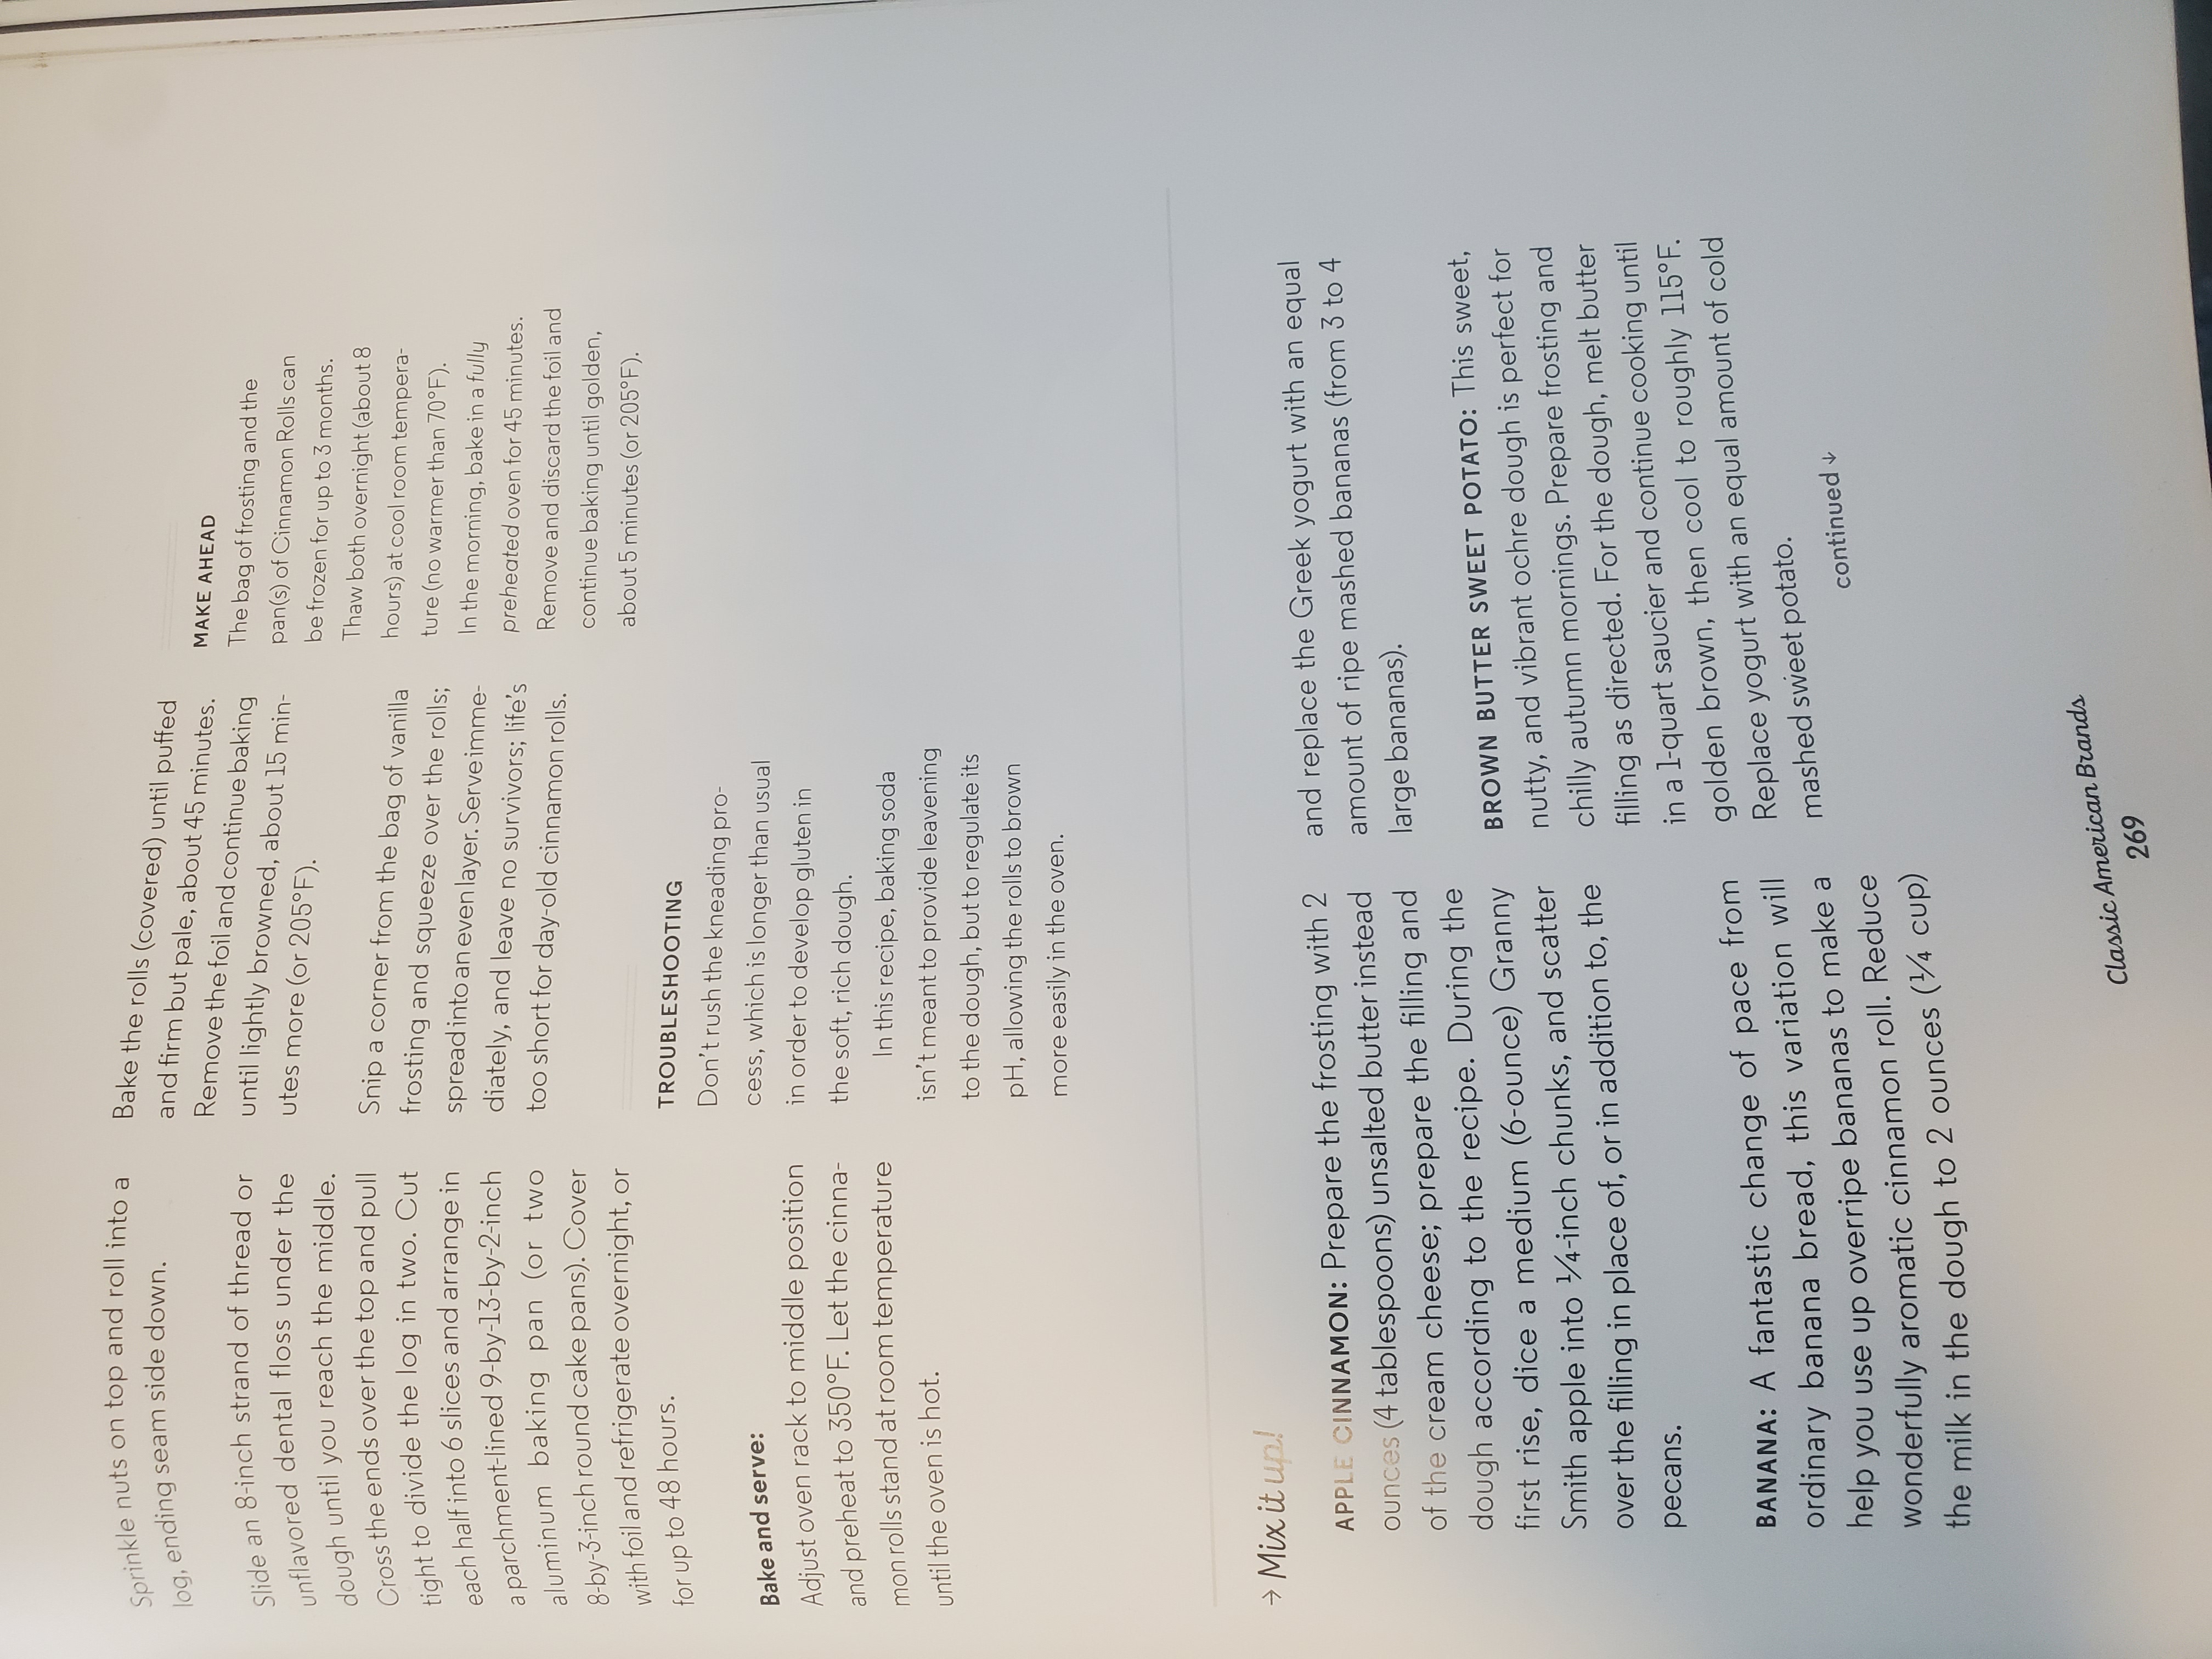 Sprinkle nuts on top and roll into a
log, ending seam side down.
Slide an 8-inch strand of thread or
unflavored dental floss under the
dough until you reach the middle.
Cross the ends over the top and pull
tight to divide the log in two. Cut
each half into 6 slices and arrange in
a parchment-lined 9-by-13-by-2-inch
aluminum baking pan (or two
8-by-3-inch round cake pans). Cover
with foil and refrigerate overnight, or
for up to 48 hours.
Bake and serve:
Adjust oven rack to middle position
and preheat to 350°F. Let the cinna-
mon rolls stand at room temperature
until the oven is hot.
Bake the rolls (covered) until puffed
and firm but pale, about 45 minutes.
Remove the foil and continue baking
until lightly browned, about 15 min-
utes more (or 205°F).
Snip a corner from the bag of vanilla
frosting and squeeze over the rolls;
spread into an even layer. Serve imme-
diately, and leave no survivors; life's
too short for day-old cinnamon rolls.
TROUBLESHOOTING
Don't rush the kneading pro-
cess, which is longer than usual
in order to develop gluten in
the soft, rich dough.
In this recipe, baking soda
isn't meant to provide leavening
to the dough, but to regulate its
pH, allowing the rolls to brown
more easily in the oven.
MAKE AHEAD
The bag of frosting and the
pan(s) of Cinnamon Rolls can
be frozen for up to 3 months.
Thaw both overnight (about 8
hours) at cool room tempera-
ture (no warmer than 70°F).
In the morning, bake in a fully
preheated oven for 45 minutes.
Remove and discard the foil and
continue baking until golden,
about 5 minutes (or 205°F).
→ Mix it up!
APPLE CINNAMON: Prepare the frosting with 2
ounces (4 tablespoons) unsalted butter instead
of the cream cheese; prepare the filling and
dough according to the recipe. During the
first rise, dice a medium (6-ounce) Granny
Smith apple into ¼-inch chunks, and scatter
over the filling in place of, or in addition to, the
pecans.
BANANA: A fantastic change of pace from
ordinary banana bread, this variation will
help you use up overripe bananas to make a
wonderfully aromatic cinnamon roll. Reduce
the milk in the dough to 2 ounces (¼ cup)
and replace the Greek yogurt with an equal
amount of ripe mashed bananas (from 3 to 4
large bananas).
BROWN BUTTER SWEET POTATO: This sweet,
nutty, and vibrant ochre dough is perfect for
chilly autumn mornings. Prepare frosting and
filling as directed. For the dough, melt butter
in a 1-quart saucier and continue cooking until
golden brown, then cool to roughly 115°F.
Replace yogurt with an equal amount of cold
mashed sweet potato.
continued ↓
Classic American Brands
269